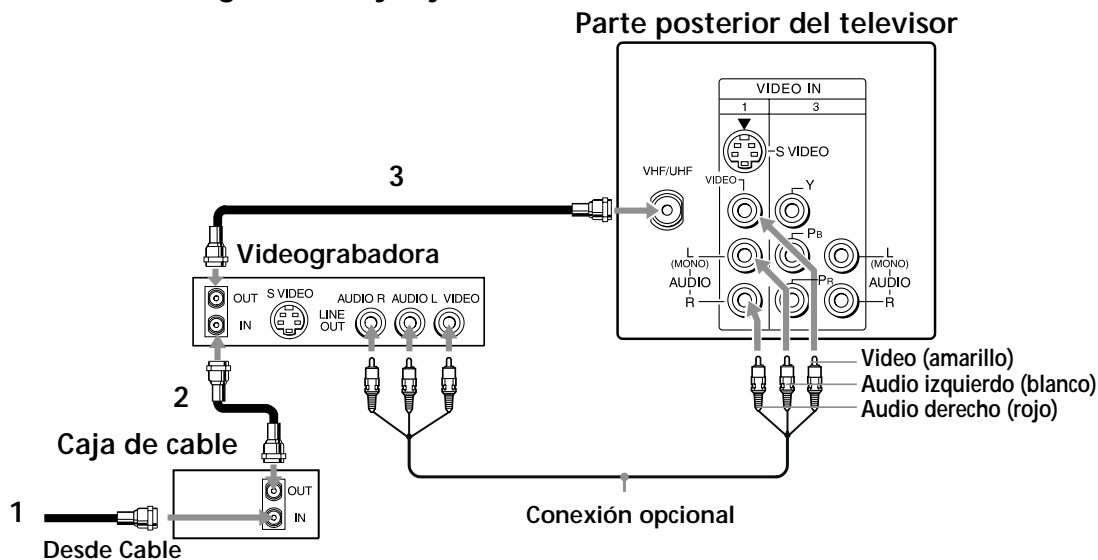 Parte posterior del televisor
VIDEO IN
1 3
S VIDEO
VHF/UHF
VIDEO
Y
PB
L
(MONO)
AUDIO
R
PR
L
(MONO)
AUDIO
R
3
Videograbadora
OUT
IN
S VIDEO
LINE
OUT
AUDIO R AUDIO L VIDEO
Video (amarillo)
Audio izquierdo (blanco)
Audio derecho (rojo)
2
Caja de cable
OUT
IN
1
Desde Cable
Conexión opcional